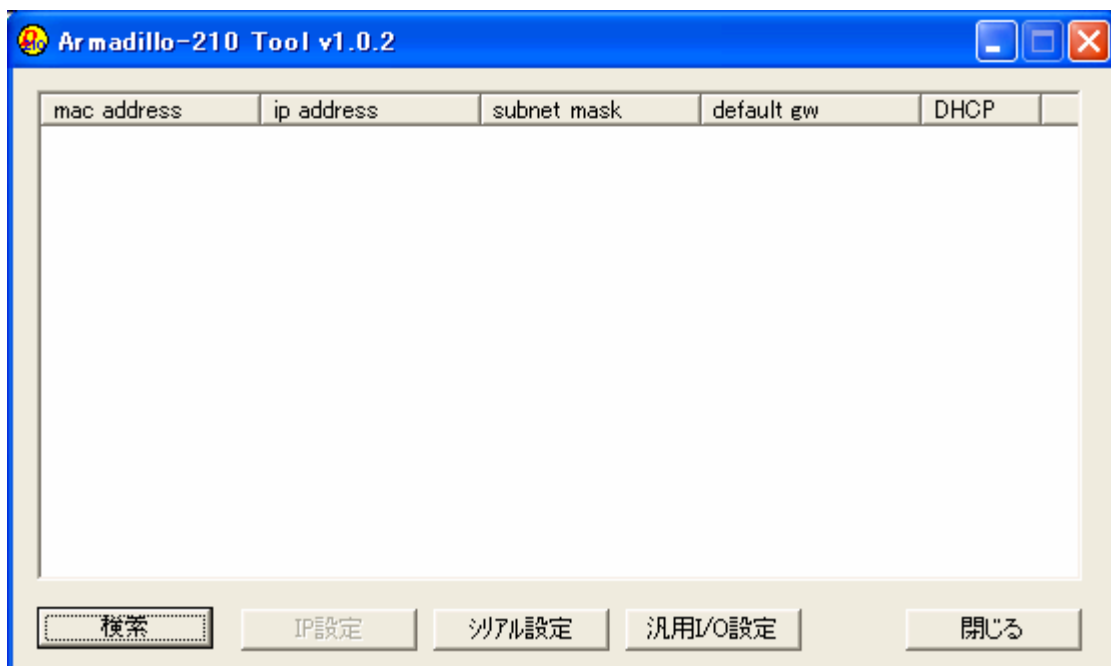 Armadillo-210 Tool v1.0.2
mac address ip address subnet mask default gw DHCP
検索 IP設定 シリアル設定 汎用I/O設定 閉じる